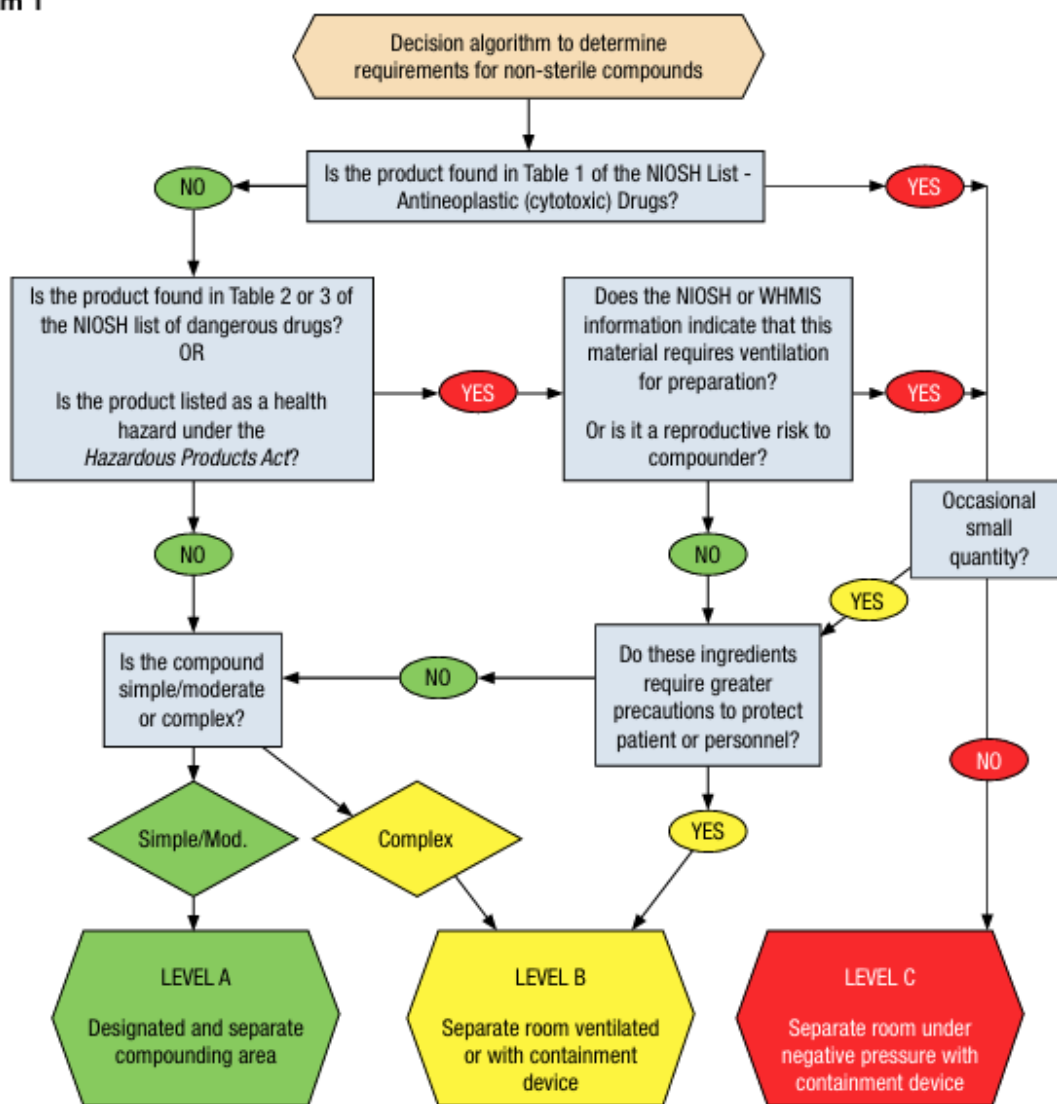 Decision algorithm to determine
requirements for non-sterile compounds
Is the product found in Table 1 of the NIOSH List -
Antineoplastic (cytotoxic) Drugs?
NO
YES
Is the product found in Table 2 or 3 of
the NIOSH list of dangerous drugs?
OR
Is the product listed as a health
hazard under the
Hazardous Products Act?
YES
Does the NIOSH or WHMIS
information indicate that this
material requires ventilation
for preparation?
Or is it a reproductive risk to
compounder?
YES
Occasional
small
quantity?
NO
NO
YES
Is the compound
simple/moderate
or complex?
NO
Do these ingredients
require greater
precautions to protect
patient or personnel?
NO
Simple/Mod.
Complex
YES
LEVEL A
Designated and separate
compounding area
LEVEL B
Separate room ventilated
or with containment
device
LEVEL C
Separate room under
negative pressure with
containment device